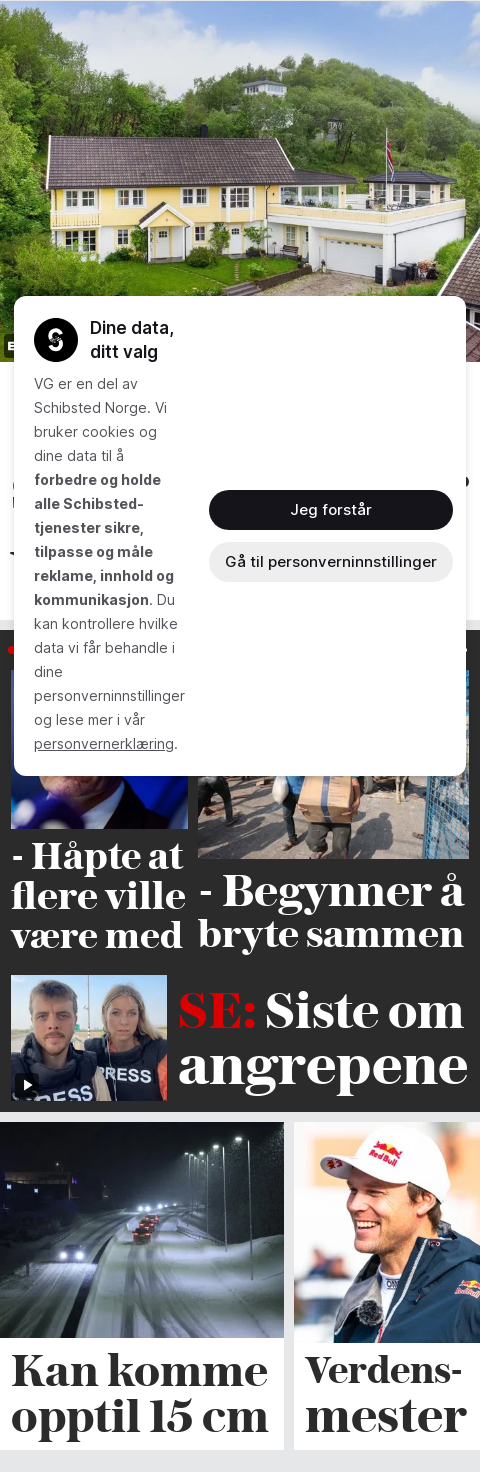 Dine data,
ditt valg
VG er en del av
Schibsted Norge. Vi
bruker cookies og
dine data til å
forbedre og holde
alle Schibsted-
tjenester sikre,
tilpasse og måle
reklame, innhold og
kommunikasjon. Du
kan kontrollere hvilke
data vi får behandle i
dine
personverninnstillinger
og lese mer i vår
personvernerklæring.
Jeg forstår
Gå til personverninnstillinger
- Håpte at
flere ville
være med
- Begynner å
bryte sammen
PRESS
PRESS
SE: Siste om
angrepene
Kan komme
opptil 15 cm
Red Bull
Red Bull
Verdens-
mester